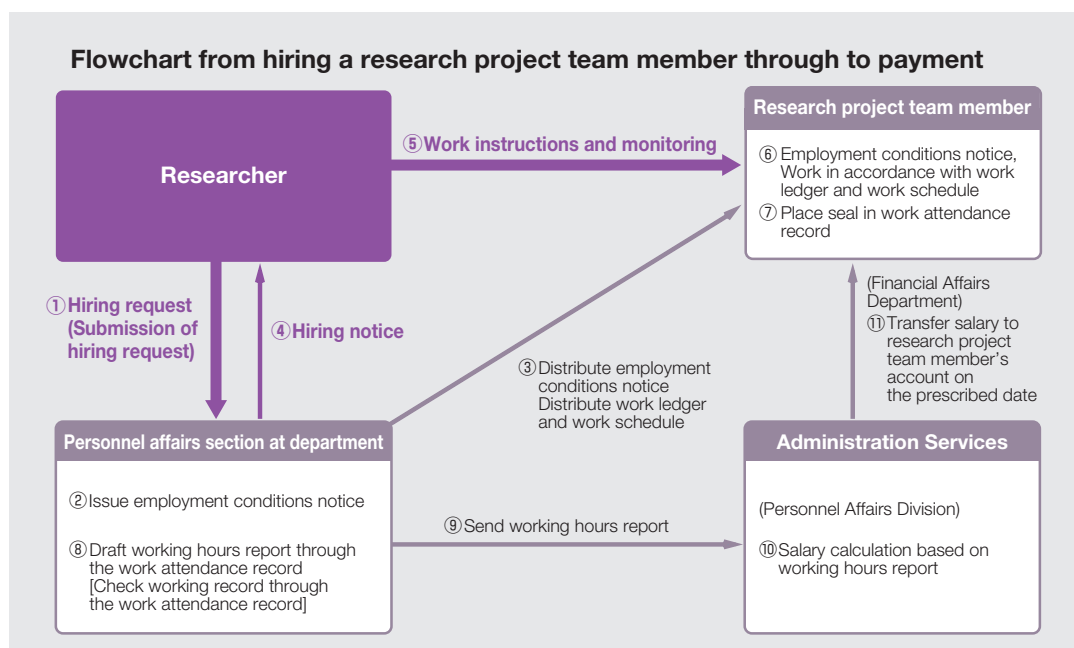 Flowchart from hiring a research project team member through to payment
Researcher
⑤Work instructions and monitoring
Research project team member
⑥Employment conditions notice,
Work in accordance with work
ledger and work schedule
⑦Place seal in work attendance
record
①Hiring request
(Submission of
hiring request)
④Hiring notice
③Distribute employment
conditions notice
Distribute work ledger
and work schedule
(Financial Affairs
Department)
⑪Transfer salary to
research project
team member's
account on
the prescribed date
Personnel affairs section at department
②Issue employment conditions notice
⑧Draft working hours report through
the work attendance record
[Check working record through
the work attendance record]
⑨Send working hours report
Administration Services
(Personnel Affairs Division)
⑩Salary calculation based on
working hours report